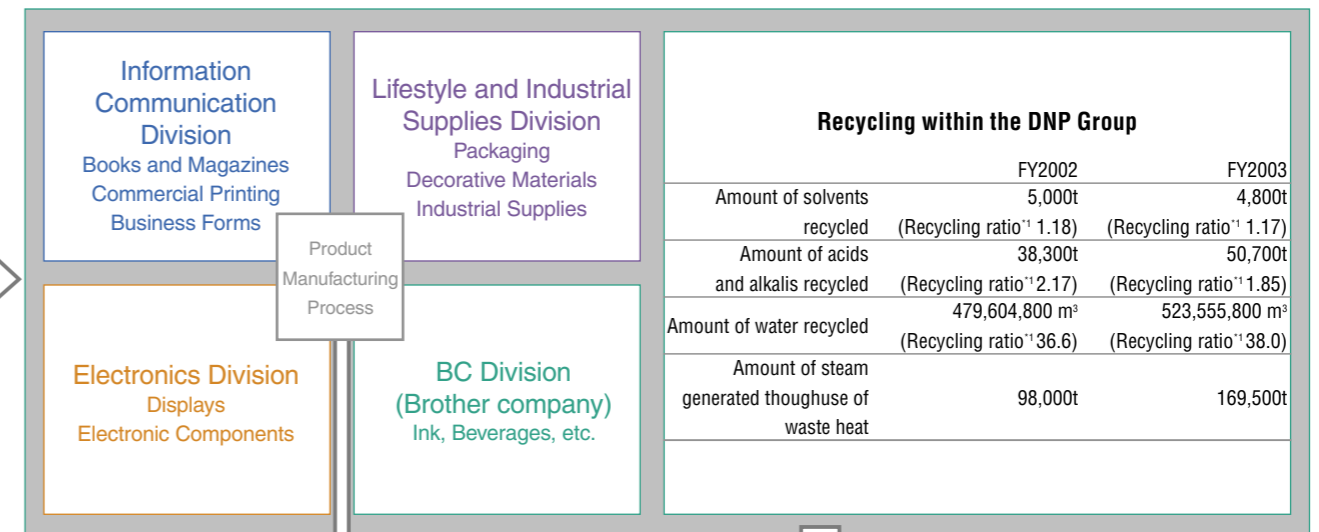 Information
Communication
Division
Books and Magazines
Commercial Printing
Business Forms
Lifestyle and Industrial
Supplies Division
Packaging
Decorative Materials
Industrial Supplies
Product
Manufacturing
Process
Electronics Division
Displays
Electronic Components
BC Division
(Brother company)
Ink, Beverages, etc.
Recycling within the DNP Group
FY2002 FY2003
Amount of solvents 5,000t 4,800t
recycled (Recycling ratio*1 1.18) (Recycling ratio*1 1.17)
Amount of acids 38,300t 50,700t
and alkalis recycled (Recycling ratio*1 2.17) (Recycling ratio*1 1.85)
Amount of water recycled 479,604,800 m³ 523,555,800 m³
(Recycling ratio*1 36.6) (Recycling ratio*1 38.0)
Amount of steam
generated thoughuse of 98,000t 169,500t
waste heat